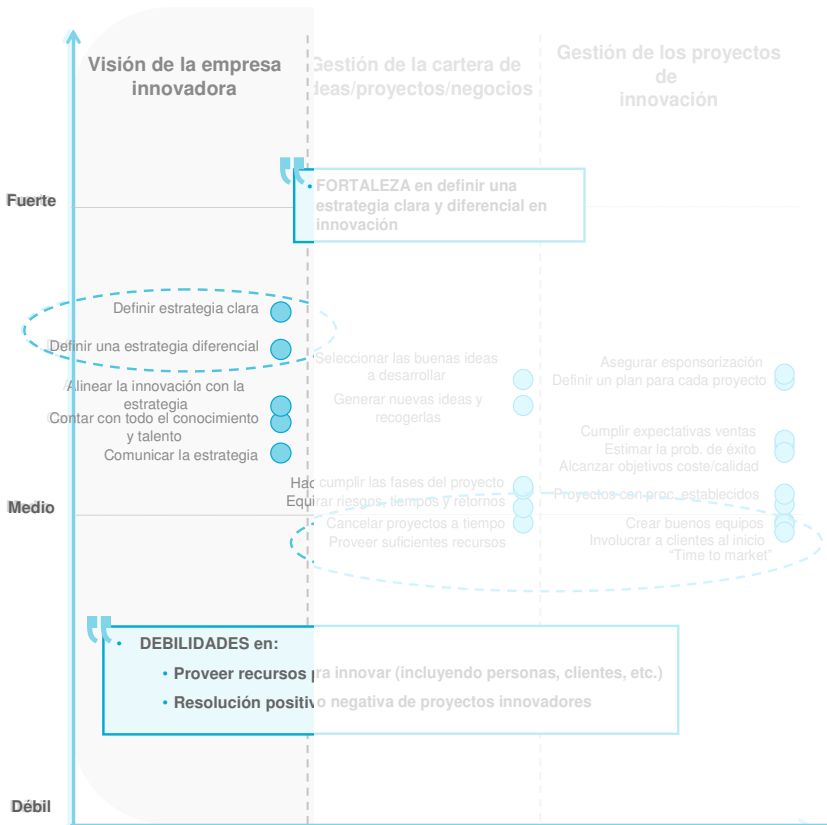 Visión de la empresa
innovadora
Gestión de la cartera de
ideas/proyectos/negocios
Gestión de los proyectos
de
innovación
Fuerte
• FORTALEZA en definir una
estrategia clara y diferencial en
innovación
Definir estrategia clara
Definir una estrategia diferencial
Alinear la innovación con la
estrategia
Contar con todo el conocimiento
y talento
Comunicar la estrategia
Seleccionar las buenas ideas
a desarrollar
Generar nuevas ideas y
recogerlas
Hac cumplir las fases del proyecto
Equi rar riesgos, tiempos y retornos
Cancelar proyectos a tiempo
Proveer suficientes recursos
Asegurar esponsorización
Definir un plan para cada proyecto
Cumplir expectativas ventas
Estimar la prob. de éxito
Alcanzar objetivos coste/calidad
Proyectos con proc. establecidos
Crear buenos equipos
Involucrar a clientes al inicio
“Time to market”
Medio
• DEBILIDADES en:
• Proveer recursos pra innovar (incluyendo personas, clientes, etc.)
• Resolución positivo negativa de proyectos innovadores
Débil